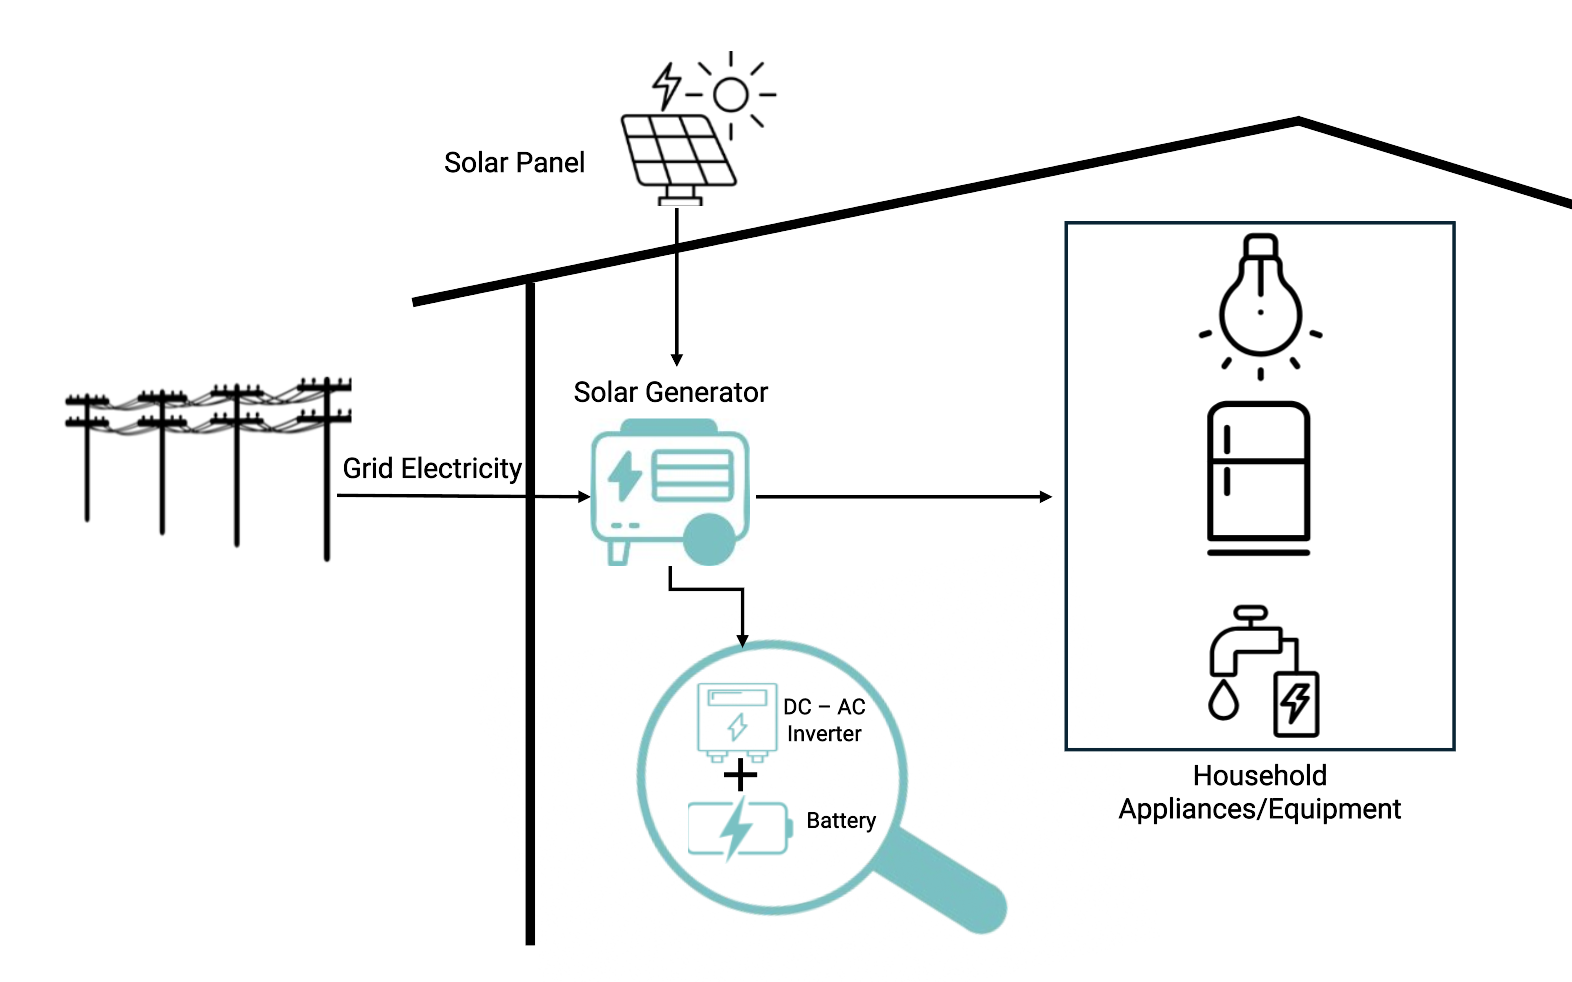 Solar Panel
Solar Generator
Grid Electricity
DC – AC
Inverter
Battery
Household
Appliances/Equipment